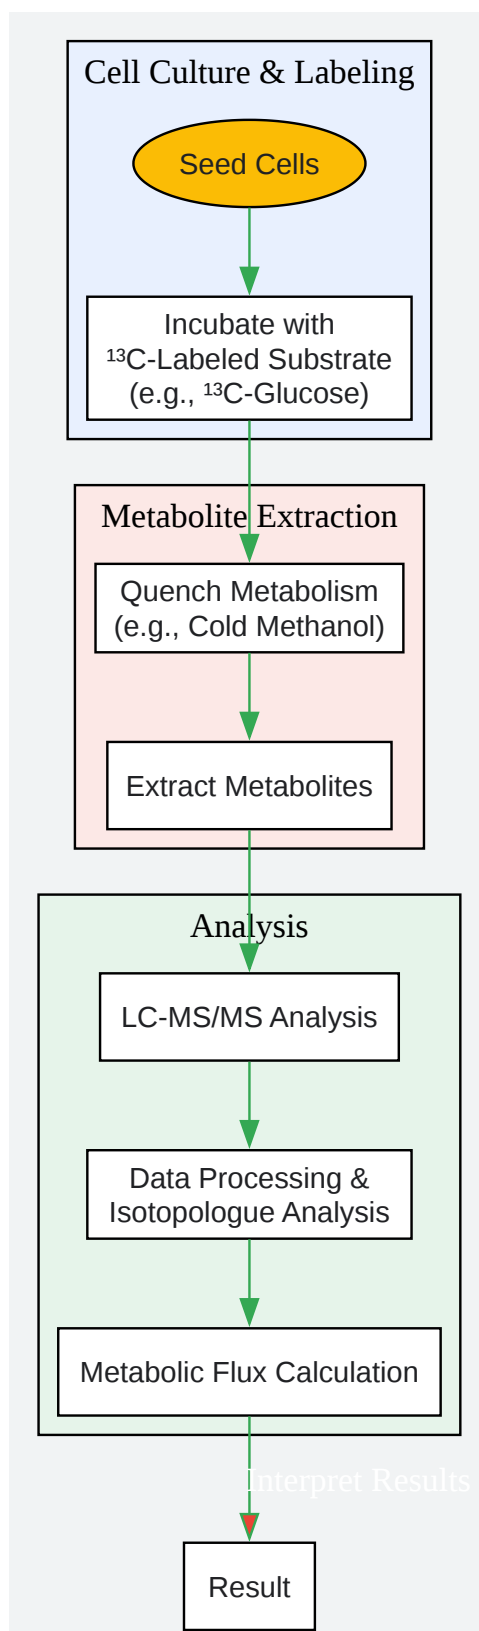 Cell Culture & Labeling
Seed Cells
Incubate with
¹³C-Labeled Substrate
(e.g., ¹³C-Glucose)
Metabolite Extraction
Quench Metabolism
(e.g., Cold Methanol)
Extract Metabolites
Analysis
LC-MS/MS Analysis
Data Processing &
Isotopologue Analysis
Metabolic Flux Calculation
Interpret Results
Result